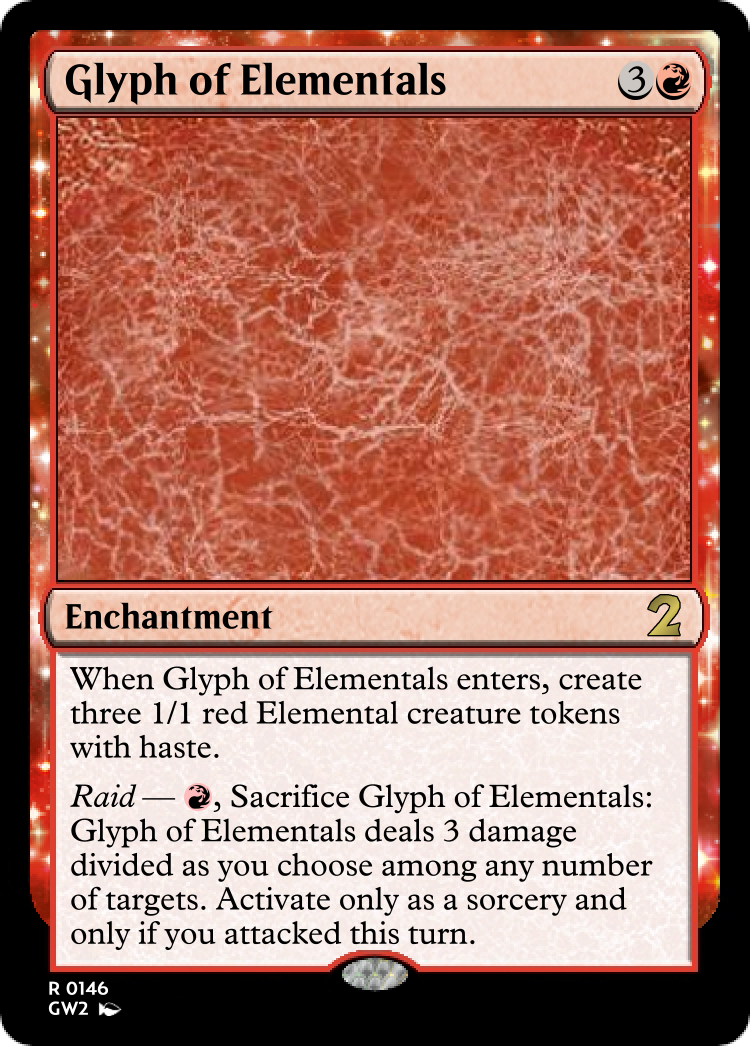 Glyph of Elementals 3
Enchantment 2
When Glyph of Elementals enters, create
three 1/1 red Elemental creature tokens
with haste.
Raid — , Sacrifice Glyph of Elementals:
Glyph of Elementals deals 3 damage
divided as you choose among any number
of targets. Activate only as a sorcery and
only if you attacked this turn.
R 0146
GW2